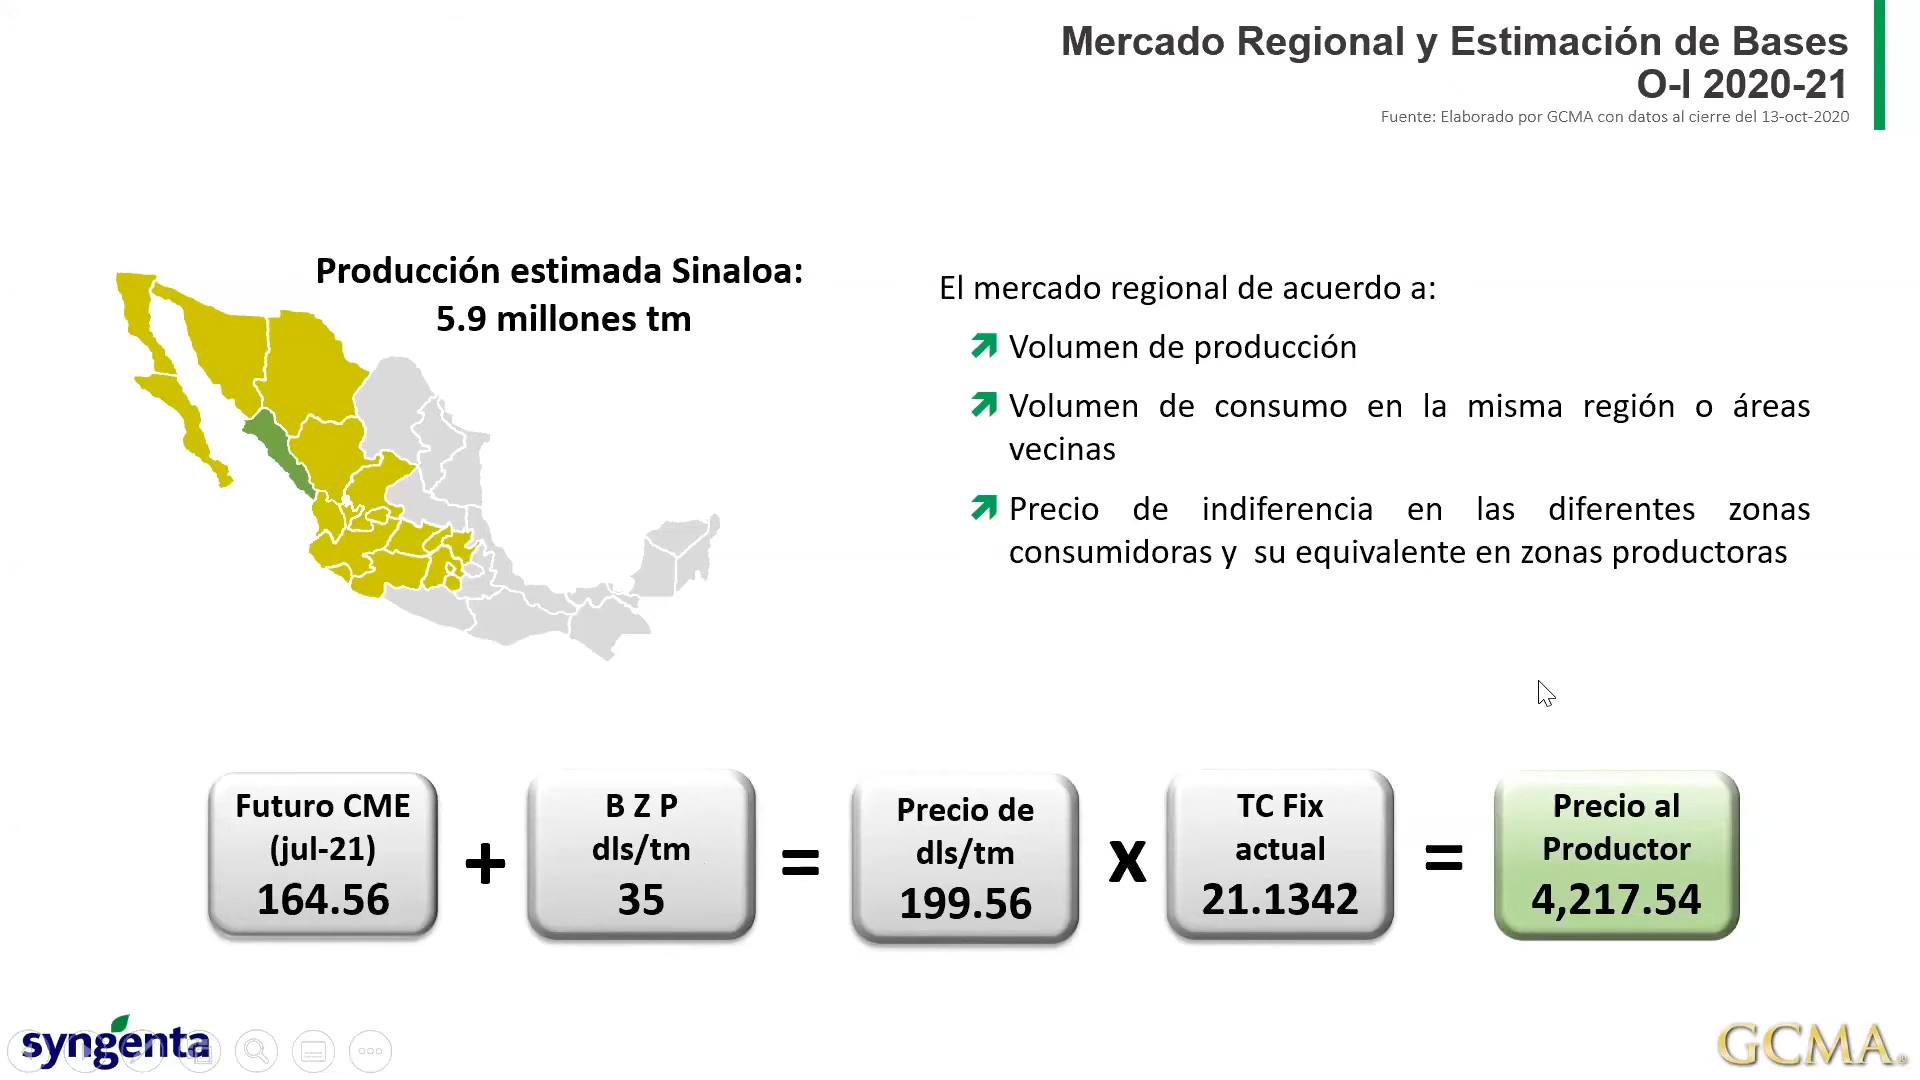 Mercado Regional y Estimación de Bases
O-I 2020-21
Fuente: Elaborado por GCMA con datos al cierre del 13-oct-2020
Producción estimada Sinaloa:
5.9 millones tm
El mercado regional de acuerdo a:
Volumen de producción
Volumen de consumo en la misma región o áreas
vecinas
Precio de indiferencia en las diferentes zonas
consumidoras y su equivalente en zonas productoras
Futuro CME
(jul-21)
164.56
+
B Z P
dls/tm
35
=
Precio de
dls/tm
199.56
x
TC Fix
actual
21.1342
=
Precio al
Productor
4,217.54
syngenta
GCMA®